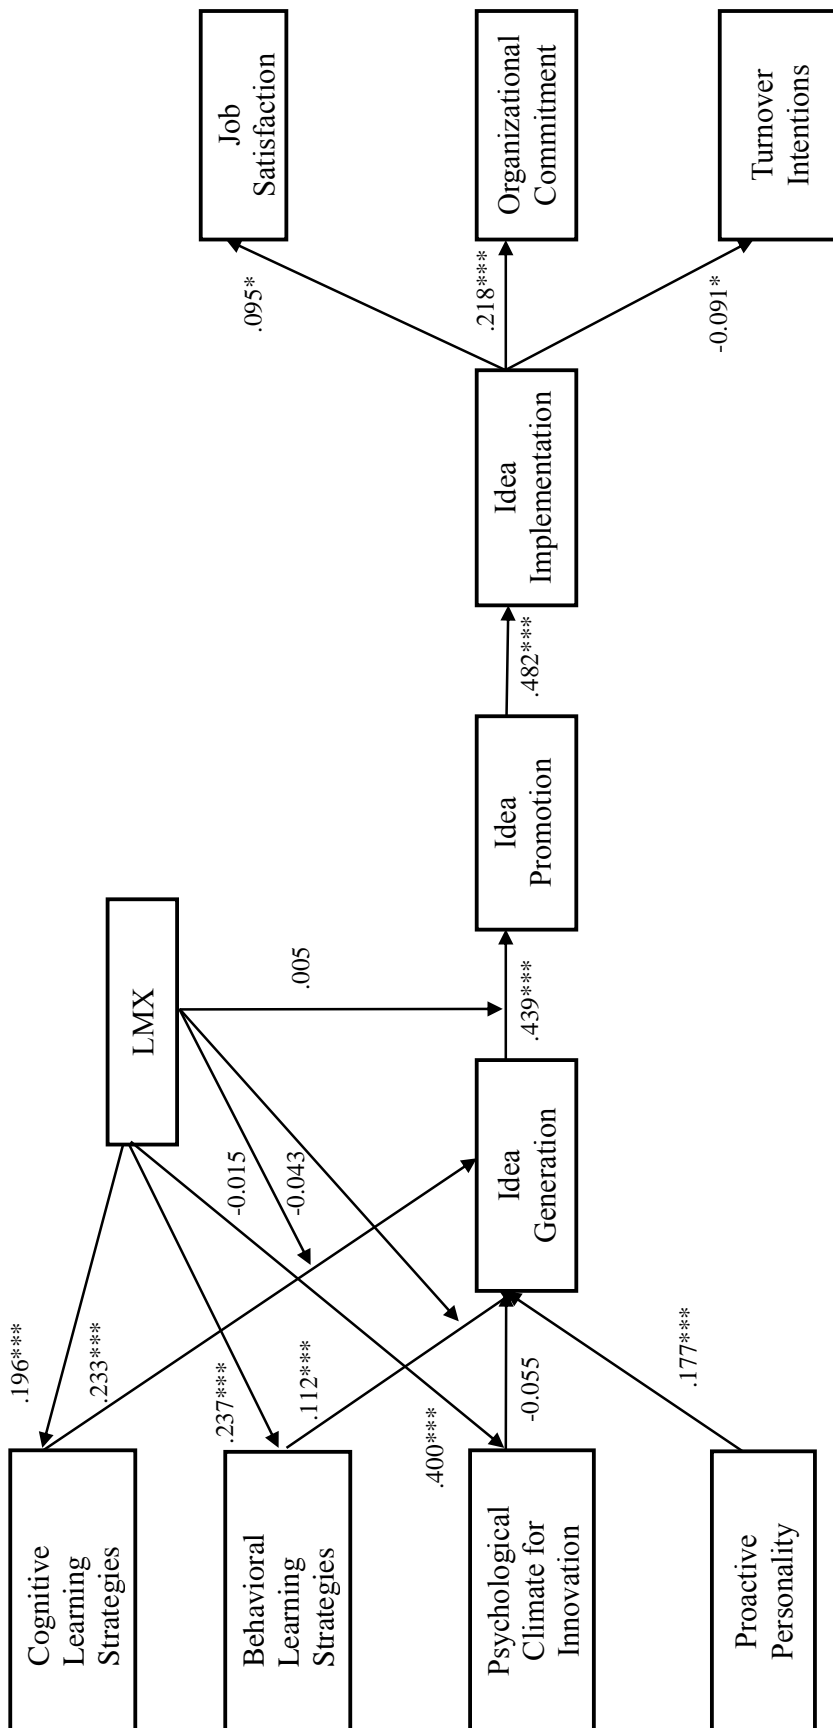 Cognitive
Learning
Strategies
Behavioral
Learning
Strategies
Psychological
Climate for
Innovation
Proactive
Personality
.196***
.233***
.237***
.112***
.400***
-0.055
.177***
LMX
-0.015
-0.043
.005
Idea
Generation
.439***
Idea
Promotion
.482***
Idea
Implementation
.095*
.218***
-0.091*
Job
Satisfaction
Organizational
Commitment
Turnover
Intentions